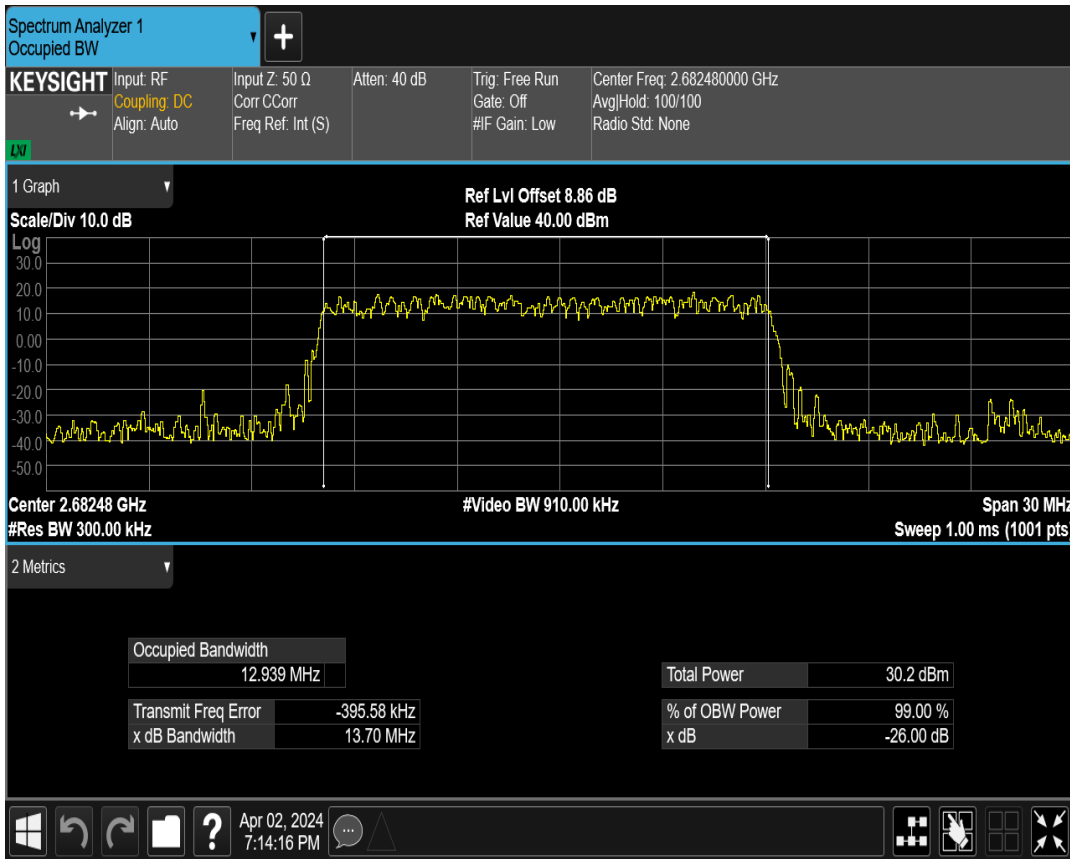 Spectrum Analyzer 1
Occupied BW
+
KEYSIGHT
LXI
Input: RF
Coupling: DC
Align: Auto
Input Z: 50 Ω
Corr CCorr
Freq Ref: Int (S)
Atten: 40 dB
Trig: Free Run
Gate: Off
#IF Gain: Low
Center Freq: 2.682480000 GHz
Avg|Hold: 100/100
Radio Std: None
1 Graph
Scale/Div 10.0 dB
Ref Lvl Offset 8.86 dB
Ref Value 40.00 dBm
Log
30.0
20.0
10.0
0.00
-10.0
-20.0
-30.0
-40.0
-50.0
Center 2.68248 GHz
#Video BW 910.00 kHz
Span 30 MHz
#Res BW 300.00 kHz
Sweep 1.00 ms (1001 pts)
2 Metrics
Occupied Bandwidth
12.939 MHz
Total Power 30.2 dBm
Transmit Freq Error -395.58 kHz
% of OBW Power 99.00 %
x dB Bandwidth 13.70 MHz
x dB -26.00 dB
?
Apr 02, 2024
7:14:16 PM